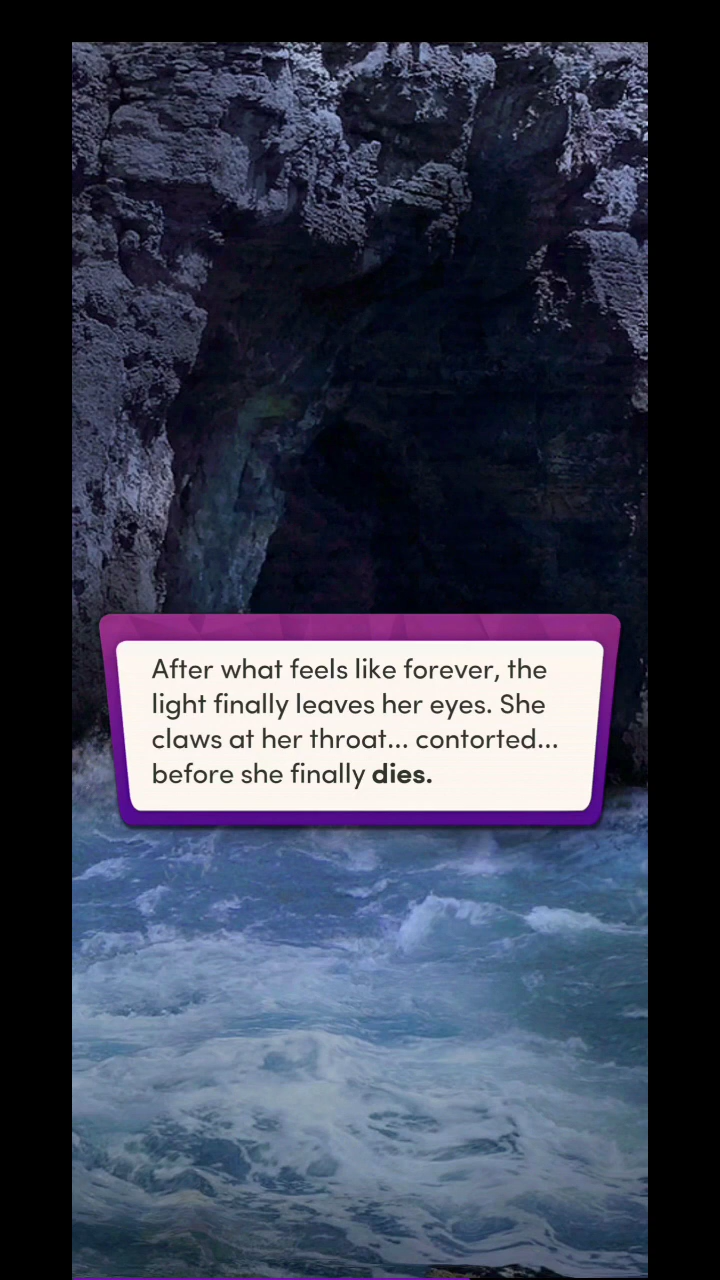 After what feels like forever, the
light finally leaves her eyes. She
claws at her throat... contorted...
before she finally dies.